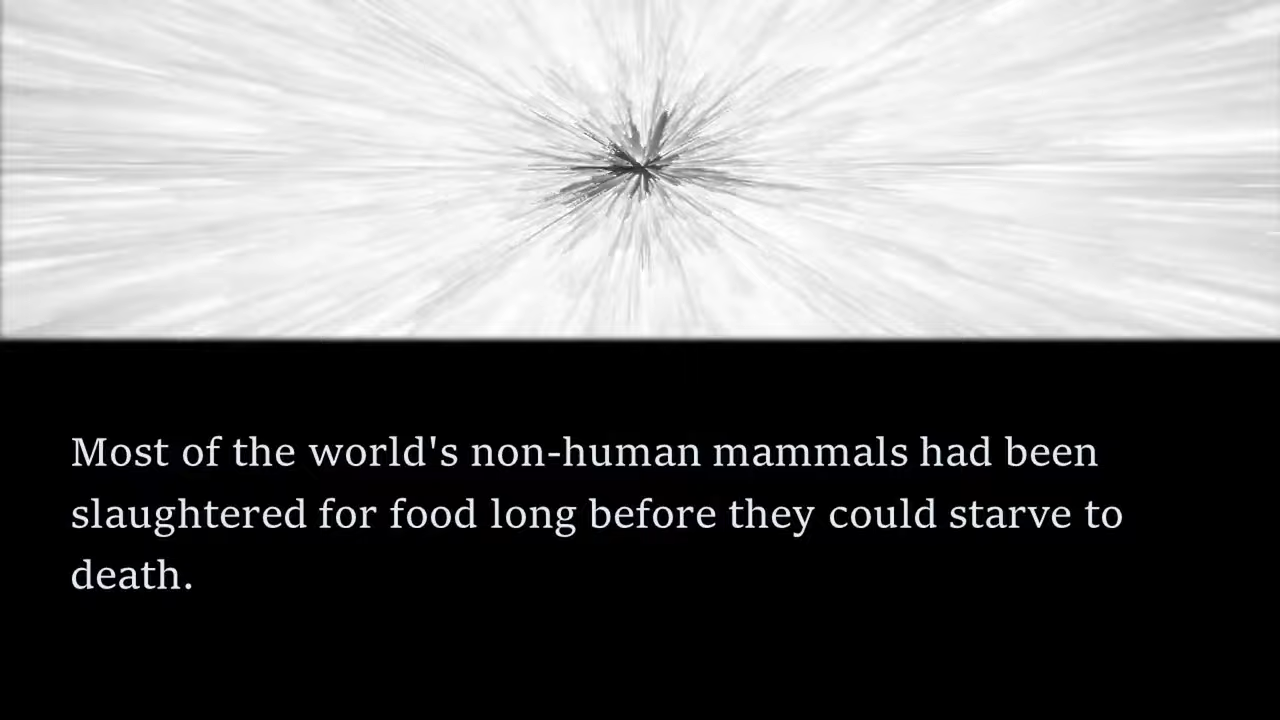 Most of the world's non-human mammals had been
slaughtered for food long before they could starve to
death.